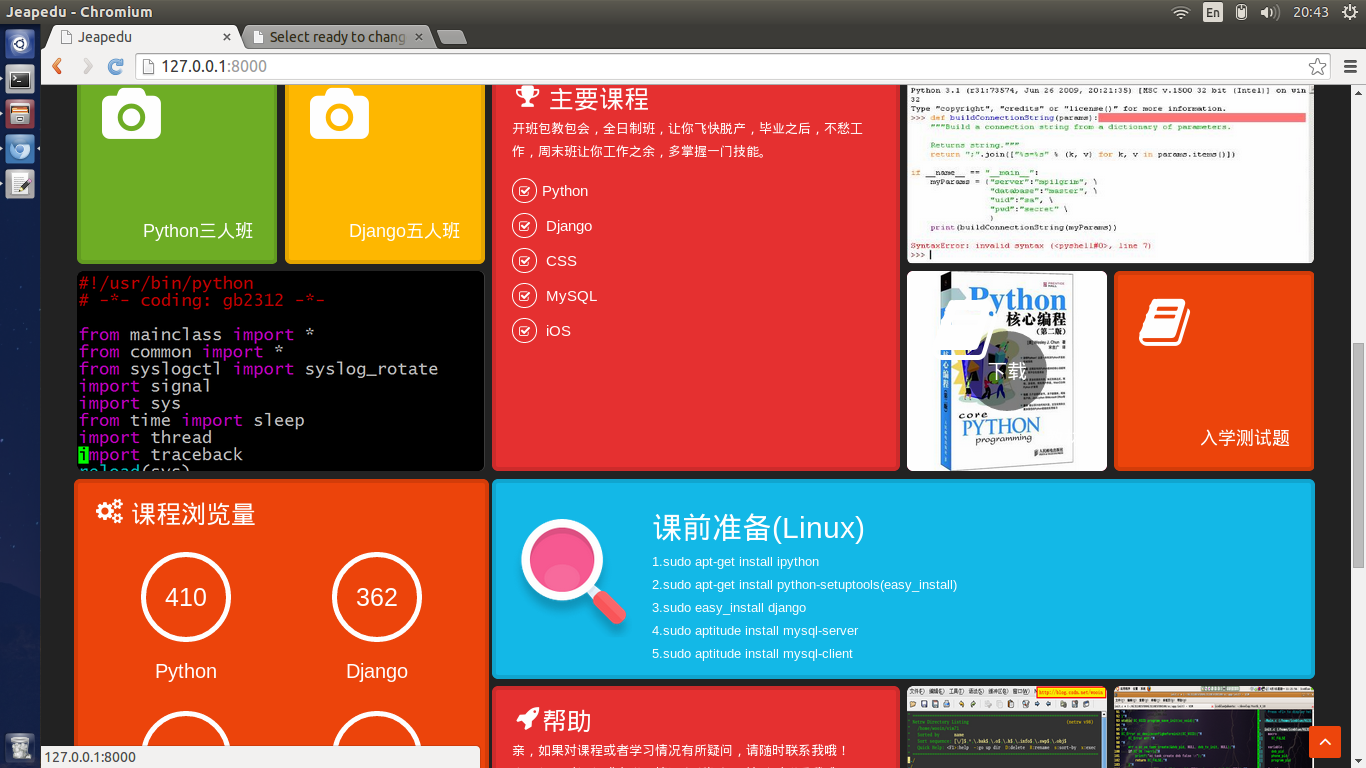 Jeapedu - Chromium
En
20:43
Jeapedu
Select ready to chang
127.0.0.1:8000
Python三人班
Django五人班
主要课程
开班包教包会，全日制班，让你飞快脱产，毕业之后，不愁工
作，周末班让你工作之余，多掌握一门技能。
Python
Django
CSS
MySQL
iOS
Python 3.1 (r31:73574, Jun 26 2009, 20:21:35) [MSC v.1500 32 bit (Intel)] on win
32
Type "copyright", "credits" or "license()" for more information.
>>> def buildConnectionString(params):
"""Build a connection string from a dictionary of parameters.
Returns string."""
return ";".join(["%s=%s" % (k, v) for k, v in params.items()])
if __name__ == "__main__":
myParams = {"server":"mpilgrim", \
"database":"master", \
"uid":"sa", \
"pwd":"secret" \
}
print(buildConnectionString(myParams))
SyntaxError: invalid syntax (<pyshell#0>, line 7)
>>>
#!/usr/bin/python
# -*- coding: gb2312 -*-
from mainclass import *
from common import *
from syslogctl import syslog_rotate
import signal
import sys
from time import sleep
import thread
import traceback
reload(sys)
Python
核心编程
(第二版)
下载
core
PYTHON
programming
人民邮电出版社
入学测试题
课程浏览量
410
362
Python
Django
课前准备(Linux)
1.sudo apt-get install ipython
2.sudo apt-get install python-setuptools(easy_install)
3.sudo easy_install django
4.sudo aptitude install mysql-server
5.sudo aptitude install mysql-client
帮助
亲，如果对课程或者学习情况有所疑问，请随时联系我哦！
127.0.0.1:8000